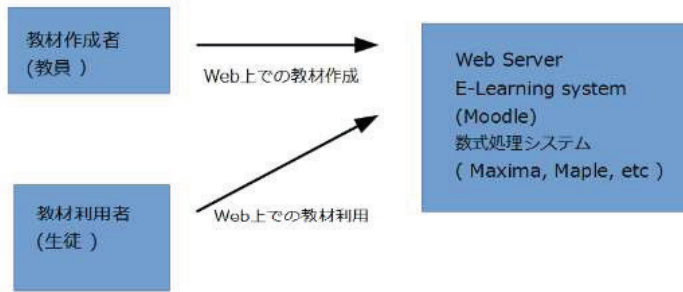 教材作成者
(教員 )
Web上での教材作成
Web Server
E-Learning system
(Moodle)
数式処理システム
( Maxima, Maple, etc )
教材利用者
(生徒 )
Web上での教材利用